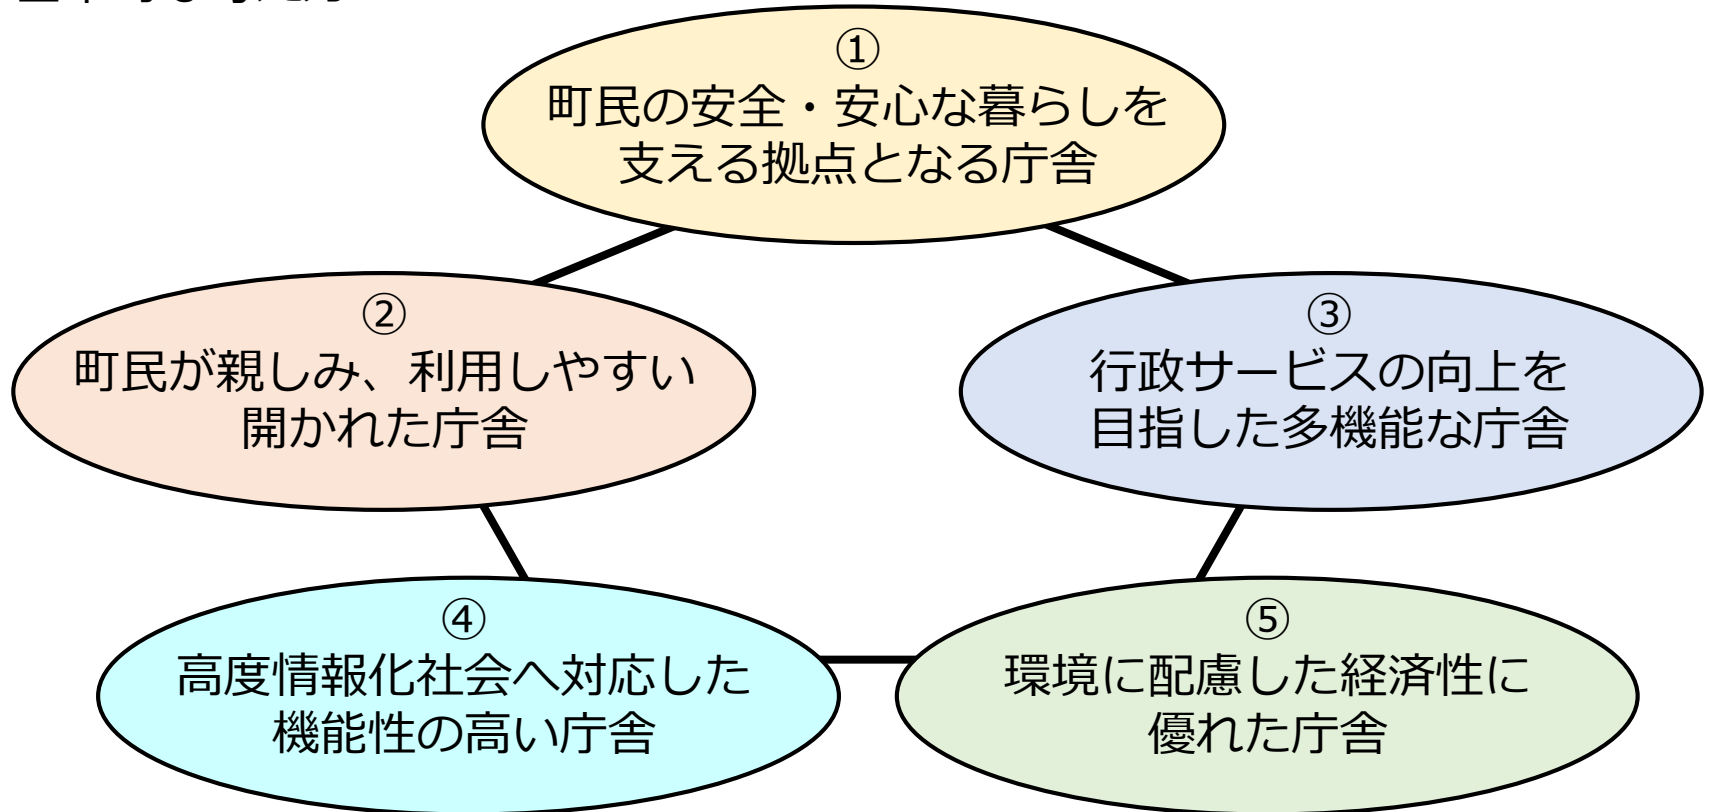 ①
町民の安全・安心な暮らしを
支える拠点となる庁舎
②
町民が親しみ、利用しやすい
開かれた庁舎
③
行政サービスの向上を
目指した多機能な庁舎
④
高度情報化社会へ対応した
機能性の高い庁舎
⑤
環境に配慮した経済性に
優れた庁舎